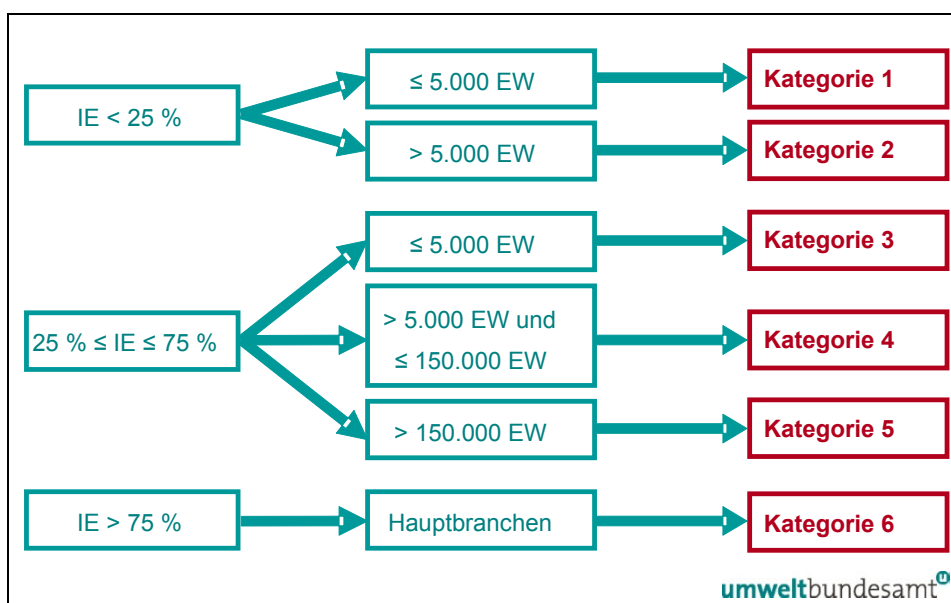 IE < 25 %
≤ 5.000 EW
Kategorie 1
> 5.000 EW
Kategorie 2
25 % ≤ IE ≤ 75 %
≤ 5.000 EW
Kategorie 3
> 5.000 EW und
≤ 150.000 EW
Kategorie 4
> 150.000 EW
Kategorie 5
IE > 75 %
Hauptbranchen
Kategorie 6
umweltbundesamt